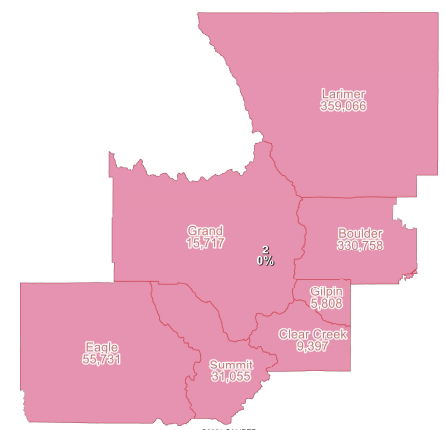 Larimer
359,066
Grand
15,717
2
0%
Boulder
330,758
Gilpin
5,808
Clear Creek
9,397
Eagle
55,731
Summit
31,055